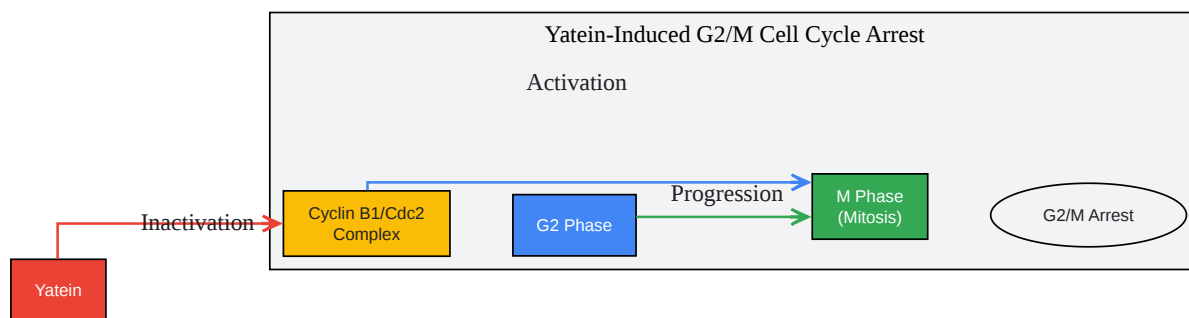 Yatein-Induced G2/M Cell Cycle Arrest
Activation
Inactivation
Cyclin B1/Cdc2
Complex
G2 Phase
Progression
M Phase
(Mitosis)
G2/M Arrest
Yatein